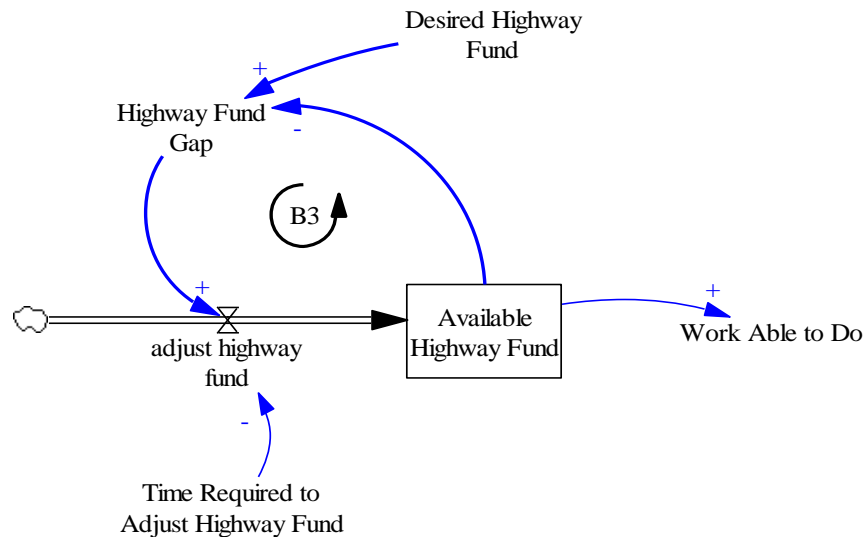 Desired Highway
Fund
+
Highway Fund
Gap
-
B3
+
adjust highway
fund
Available
Highway Fund
+
Work Able to Do
-
Time Required to
Adjust Highway Fund